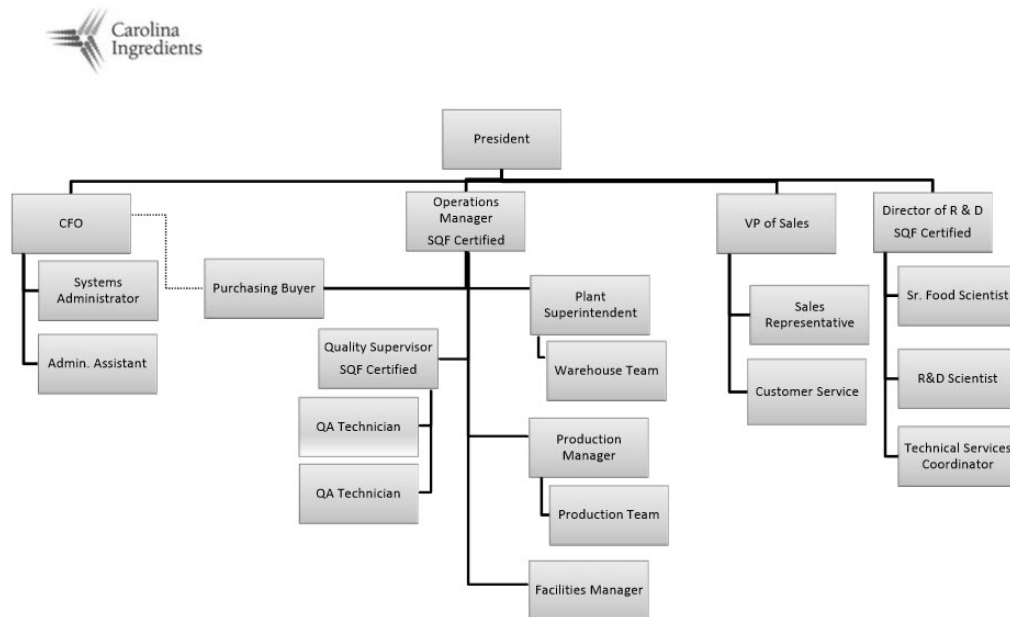 Carolina
Ingredients
President
CFO
Operations
Manager
SQF Certified
VP of Sales
Director of R & D
SQF Certified
Systems
Administrator
Admin. Assistant
Purchasing Buyer
Quality Supervisor
SQF Certified
QA Technician
QA Technician
Plant
Superintendent
Warehouse Team
Production
Manager
Production Team
Facilities Manager
Sales
Representative
Customer Service
Sr. Food Scientist
R&D Scientist
Technical Services
Coordinator